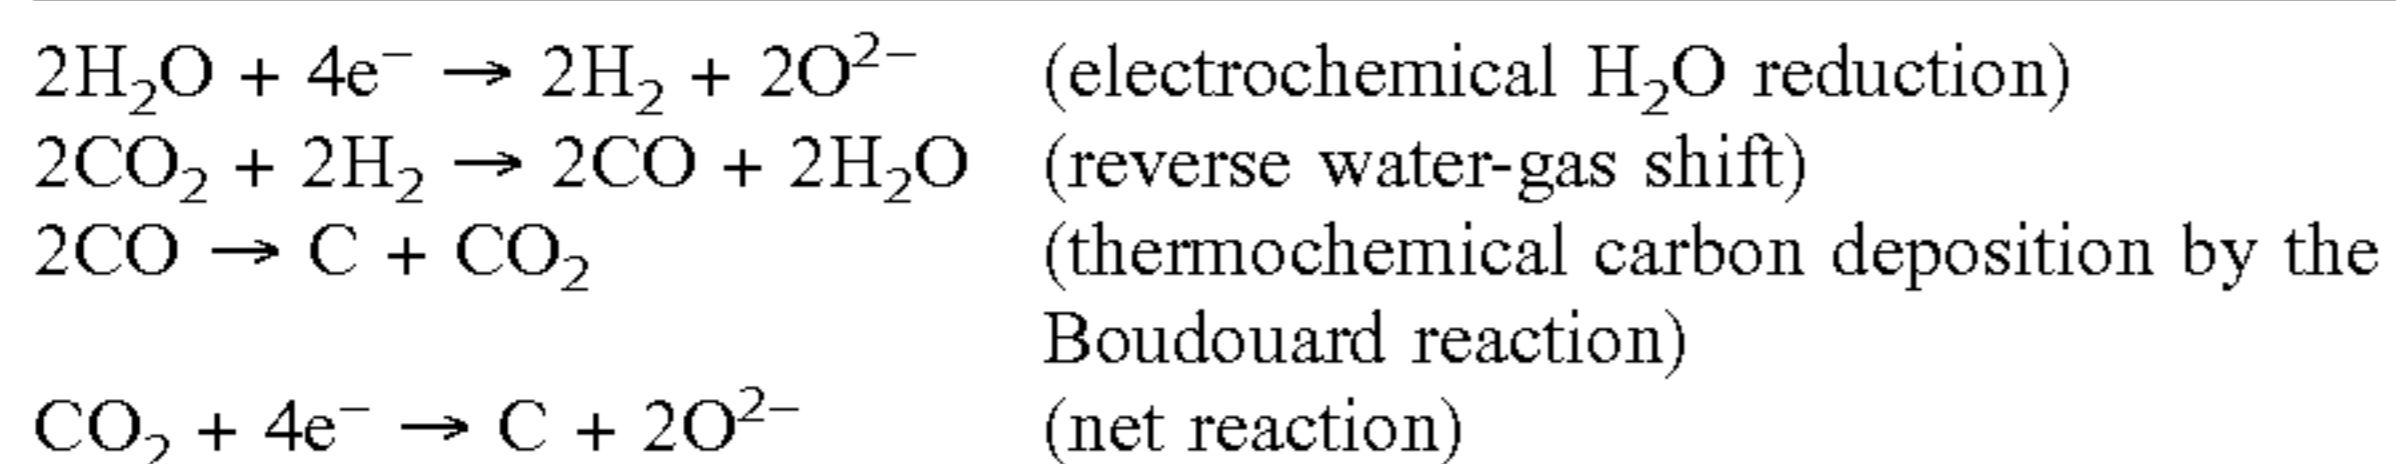 2H₂O + 4e⁻ → 2H₂ + 2O²⁻ (electrochemical H₂O reduction)
2CO₂ + 2H₂ → 2CO + 2H₂O (reverse water-gas shift)
2CO → C + CO₂ (thermochemical carbon deposition by the
Boudouard reaction)
CO₂ + 4e⁻ → C + 2O²⁻ (net reaction)